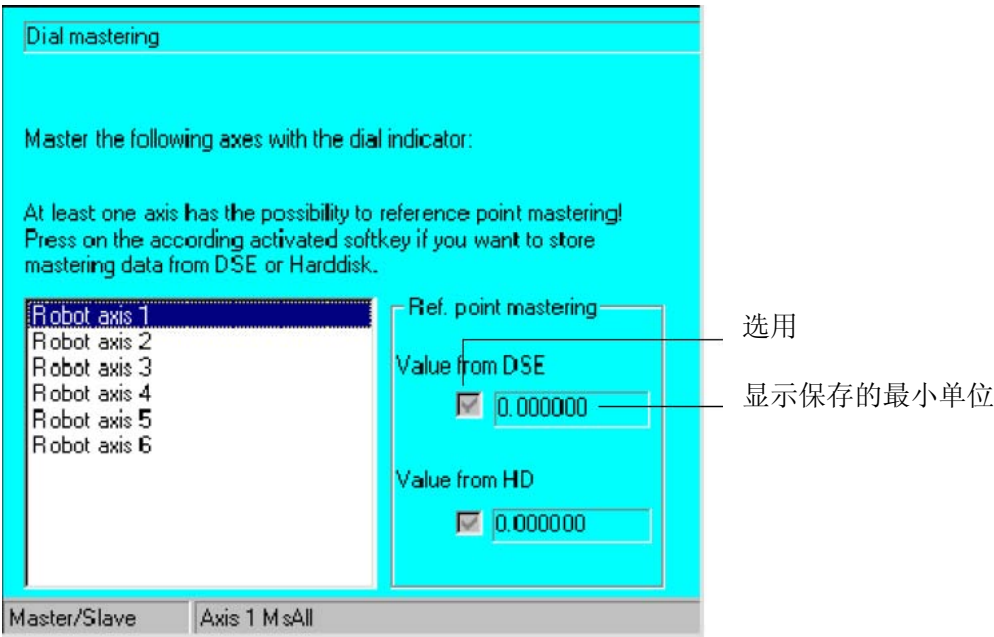 Dial mastering
Master the following axes with the dial indicator:
At least one axis has the possibility to reference point mastering!
Press on the according activated softkey if you want to store
mastering data from DSE or Harddisk.
Robot axis 1
Robot axis 2
Robot axis 3
Robot axis 4
Robot axis 5
Robot axis 6
Ref. point mastering
Value from DSE
0.000000
Value from HD
0.000000
选用
显示保存的最小单位
Master/Slave
Axis 1 MsAll